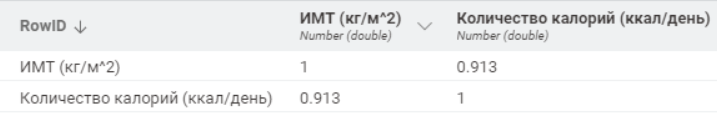 RowID ↓ ИМТ (кг/м^2) Количество калорий (ккал/день)
Number (double) Number (double)
ИМТ (кг/м^2) 1 0.913
Количество калорий (ккал/день) 0.913 1